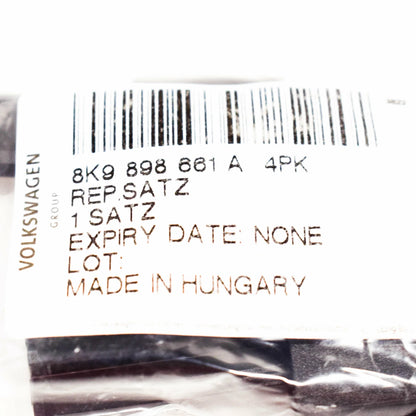 8K9 898 661 A 4PK
REP.SATZ
1 SATZ
EXPIRY DATE: NONE
LOT:
MADE IN HUNGARY
VOLKSWAGEN
GROUP